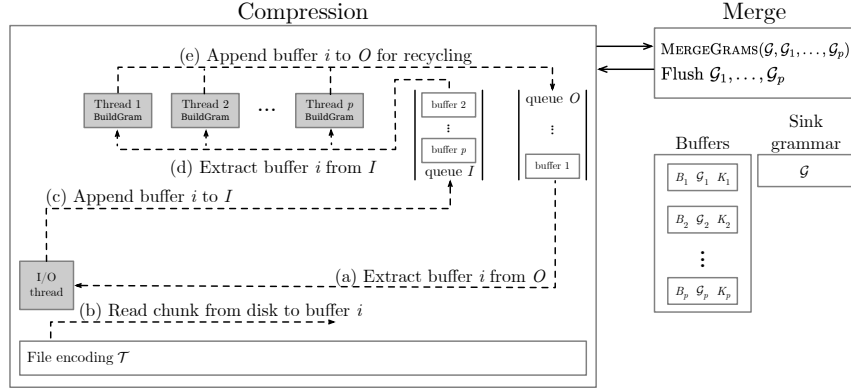 Compression
Merge
(e) Append buffer i to O for recycling
MERGEGRAMS(𝒢, 𝒢₁, . . . , 𝒢ₚ)
Flush 𝒢₁, . . . , 𝒢ₚ
Thread 1
BuildGram
Thread 2
BuildGram
...
Thread p
BuildGram
buffer 2
...
buffer p
queue I
queue O
...
buffer 1
(d) Extract buffer i from I
(c) Append buffer i to I
Buffers
Sink
grammar
B₁ 𝒢₁ K₁
𝒢
B₂ 𝒢₂ K₂
...
Bₚ 𝒢ₚ Kₚ
I/O
thread
(a) Extract buffer i from O
(b) Read chunk from disk to buffer i
File encoding 𝒯